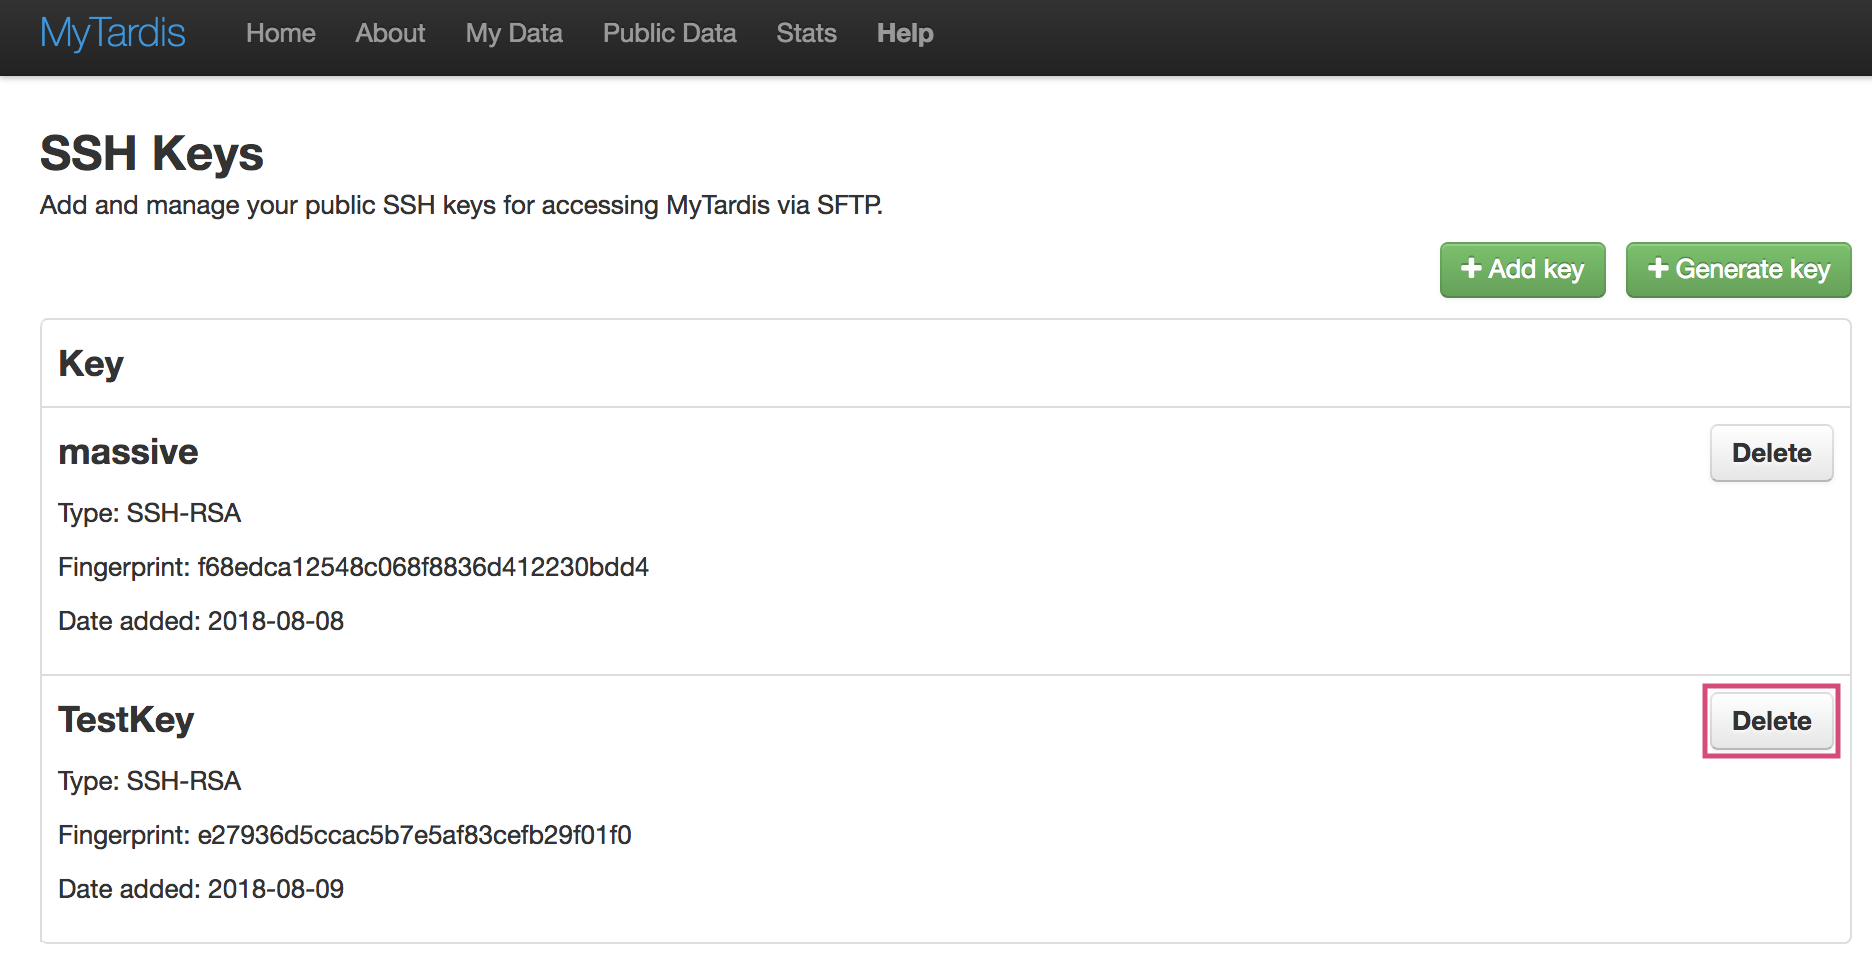 MyTardis Home About My Data Public Data Stats Help
SSH Keys
Add and manage your public SSH keys for accessing MyTardis via SFTP.
+ Add key + Generate key
Key
massive Delete
Type: SSH-RSA
Fingerprint: f68edca12548c068f8836d412230bdd4
Date added: 2018-08-08
TestKey Delete
Type: SSH-RSA
Fingerprint: e27936d5ccac5b7e5af83cefb29f01f0
Date added: 2018-08-09